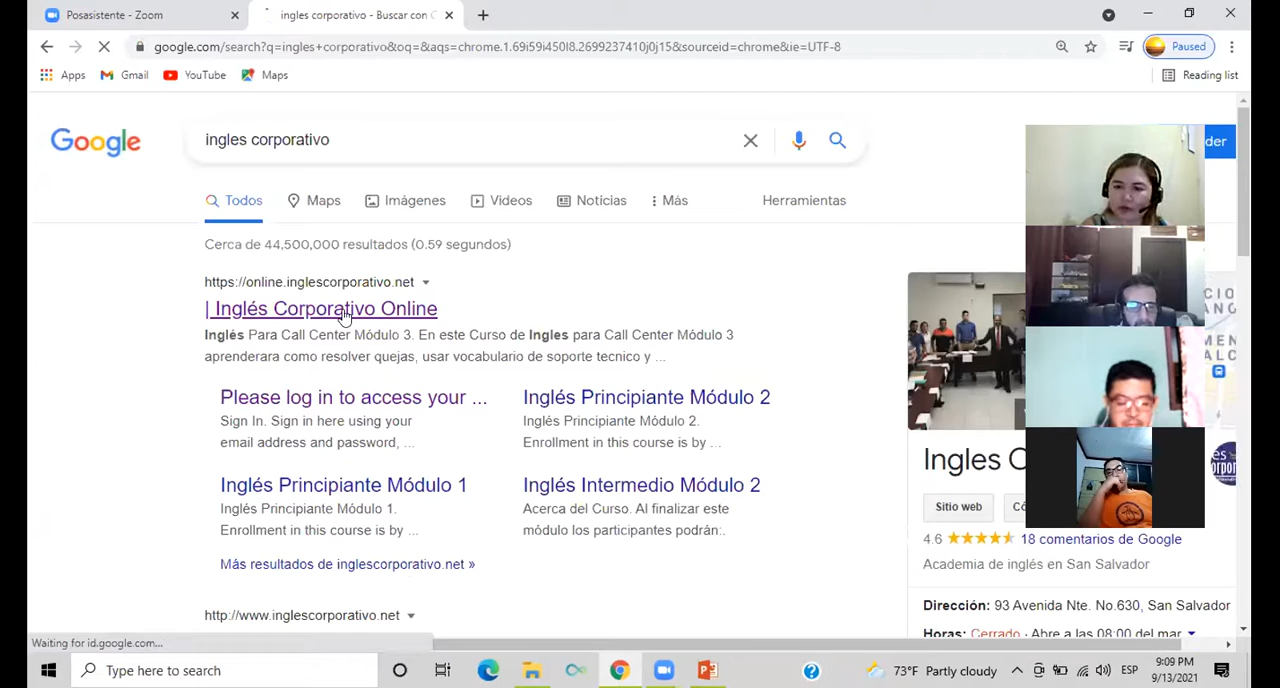 Posasistente - Zoom
ingles corporativo - Buscar con G
google.com/search?q=ingles+corporativo&oq=&aqs=chrome.1.69i59i450l8.2699237410j0j15&sourceid=chrome&ie=UTF-8
Paused
Apps
Gmail
YouTube
Maps
Reading list
Google
ingles corporativo
der
Todos
Maps
Imágenes
Videos
Noticias
Más
Herramientas
Cerca de 44,500,000 resultados (0.59 segundos)
https://online.inglescorporativo.net
| Inglés Corporativo Online
Inglés Para Call Center Módulo 3. En este Curso de Ingles para Call Center Módulo 3
aprenderara como resolver quejas, usar vocabulario de soporte tecnico y ...
Please log in to access your ...
Sign In. Sign in here using your
email address and password, ...
Inglés Principiante Módulo 2
Inglés Principiante Módulo 2.
Enrollment in this course is by ...
Inglés Principiante Módulo 1
Inglés Principiante Módulo 1.
Enrollment in this course is by ...
Inglés Intermedio Módulo 2
Acerca del Curso. Al finalizar este
módulo los participantes podrán:.
Más resultados de inglescorporativo.net »
http://www.inglescorporativo.net
Ingles C
Sitio web
Có
4.6
18 comentarios de Google
Academia de inglés en San Salvador
Dirección: 93 Avenida Nte. No.630, San Salvador
Horas: Cerrado · Abre a las 08:00 del mar
Waiting for id.google.com...
Type here to search
73°F Partly cloudy
ESP
9:09 PM
9/13/2021